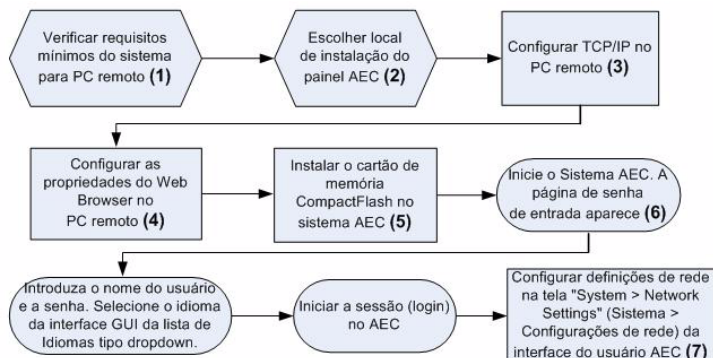 Verificar requisitos
mínimos do sistema
para PC remoto (1)
Escolher local
de instalação do
painel AEC (2)
Configurar TCP/IP no
PC remoto (3)
Configurar as
propriedades do Web
Browser no
PC remoto (4)
Instalar o cartão de
memória
CompactFlash no
sistema AEC (5)
Inicie o Sistema AEC. A
página de senha
de entrada aparece (6)
Introduza o nome do usuário
e a senha. Selecione o idioma
da interface GUI da lista de
Idiomas tipo dropdown.
Iniciar a sessão (login)
no AEC
Configurar definições de rede
na tela "System > Network
Settings" (Sistema >
Configurações de rede) da
interface do usuário AEC (7)